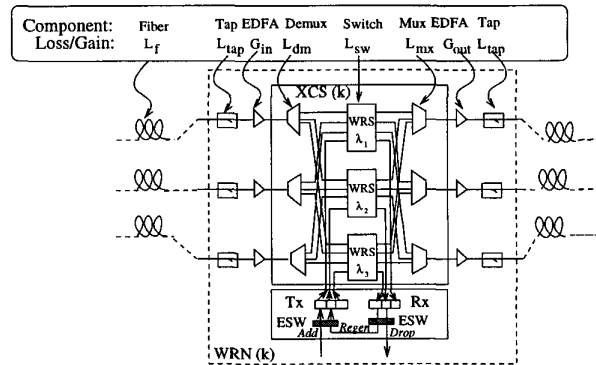 Component: Fiber Tap EDFA Demux Switch Mux EDFA Tap
Loss/Gain: L_f L_tap G_in L_dm L_sw L_mx G_out L_tap
XCS (k)
WRS
λ_1
WRS
λ_2
WRS
λ_3
Tx Rx
ESW ESW
Add Regen Drop
WRN (k)